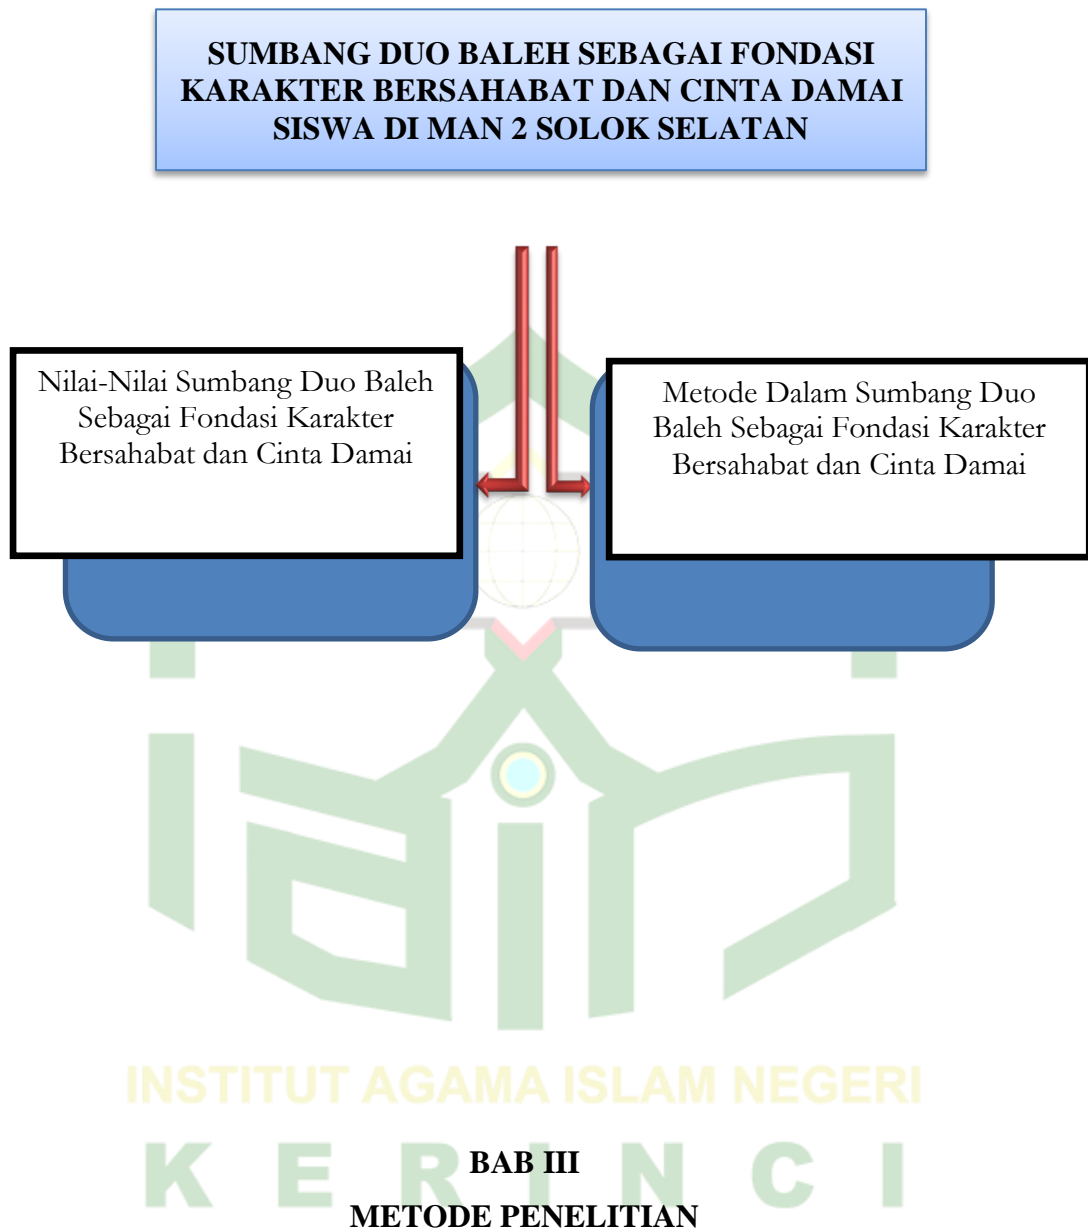 SUMBANG DUO BALEH SEBAGAI FONDASI
KARAKTER BERSAHABAT DAN CINTA DAMAI
SISWA DI MAN 2 SOLOK SELATAN
Nilai-Nilai Sumbang Duo Baleh
Sebagai Fondasi Karakter
Bersahabat dan Cinta Damai
Metode Dalam Sumbang Duo
Baleh Sebagai Fondasi Karakter
Bersahabat dan Cinta Damai
iain
INSTITUT AGAMA ISLAM NEGERI
KERINCI
BAB III
METODE PENELITIAN